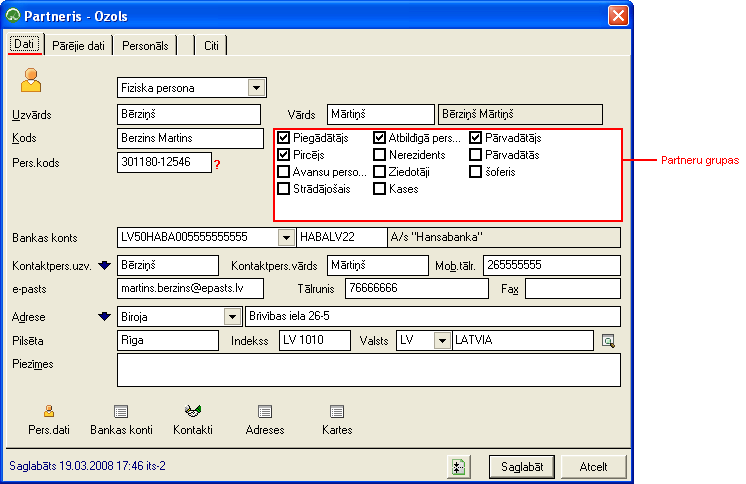 Partneris - Ozols
Dati Pārējie dati Personāls Citi
Fiziska persona
Uzvārds Bērziņš Vārds Mārtiņš Bērziņš Mārtiņš
Kods Berzins Martins
Pers.kods 301180-12546 ?
Piegādātājs Atbildīgā pers... Pārvadātājs
Pircējs Nerezidents Pārvadātās
Avansu perso... Ziedotāji šoferis
Strādājošais Kases
Partneru grupas
Bankas konts LV50HABA005555555555 HABALV22 A/s "Hansabanka"
Kontaktpers.uzv. Bērziņš Kontaktpers.vārds Mārtiņš Mob.tālr. 265555555
e-pasts martins.berzins@epasts.lv Tālrunis 76666666 Fax
Adrese Biroja Brīvības iela 26-5
Pilsēta Rīga Indekss LV 1010 Valsts LV LATVIA
Piezīmes
Pers.dati Bankas konti Kontakti Adreses Kartes
Saglabāts 19.03.2008 17:46 its-2 Saglabāt Atcelt